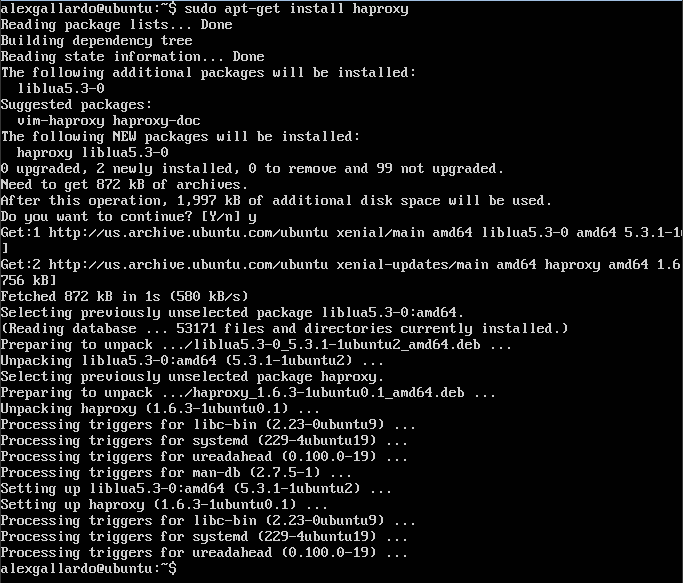 alexgallardo@ubuntu:~$ sudo apt-get install haproxy
Reading package lists... Done
Building dependency tree
Reading state information... Done
The following additional packages will be installed:
  liblua5.3-0
Suggested packages:
  vim-haproxy haproxy-doc
The following NEW packages will be installed:
  haproxy liblua5.3-0
0 upgraded, 2 newly installed, 0 to remove and 99 not upgraded.
Need to get 872 kB of archives.
After this operation, 1,997 kB of additional disk space will be used.
Do you want to continue? [Y/n] y
Get:1 http://us.archive.ubuntu.com/ubuntu xenial/main amd64 liblua5.3-0 amd64 5.3.1-1u
]
Get:2 http://us.archive.ubuntu.com/ubuntu xenial-updates/main amd64 haproxy amd64 1.6
756 kB]
Fetched 872 kB in 1s (580 kB/s)
Selecting previously unselected package liblua5.3-0:amd64.
(Reading database ... 53171 files and directories currently installed.)
Preparing to unpack .../liblua5.3-0_5.3.1-1ubuntu2_amd64.deb ...
Unpacking liblua5.3-0:amd64 (5.3.1-1ubuntu2) ...
Selecting previously unselected package haproxy.
Preparing to unpack .../haproxy_1.6.3-1ubuntu0.1_amd64.deb ...
Unpacking haproxy (1.6.3-1ubuntu0.1) ...
Processing triggers for libc-bin (2.23-0ubuntu9) ...
Processing triggers for systemd (229-4ubuntu19) ...
Processing triggers for ureadahead (0.100.0-19) ...
Processing triggers for man-db (2.7.5-1) ...
Setting up liblua5.3-0:amd64 (5.3.1-1ubuntu2) ...
Setting up haproxy (1.6.3-1ubuntu0.1) ...
Processing triggers for libc-bin (2.23-0ubuntu9) ...
Processing triggers for systemd (229-4ubuntu19) ...
Processing triggers for ureadahead (0.100.0-19) ...
alexgallardo@ubuntu:~$